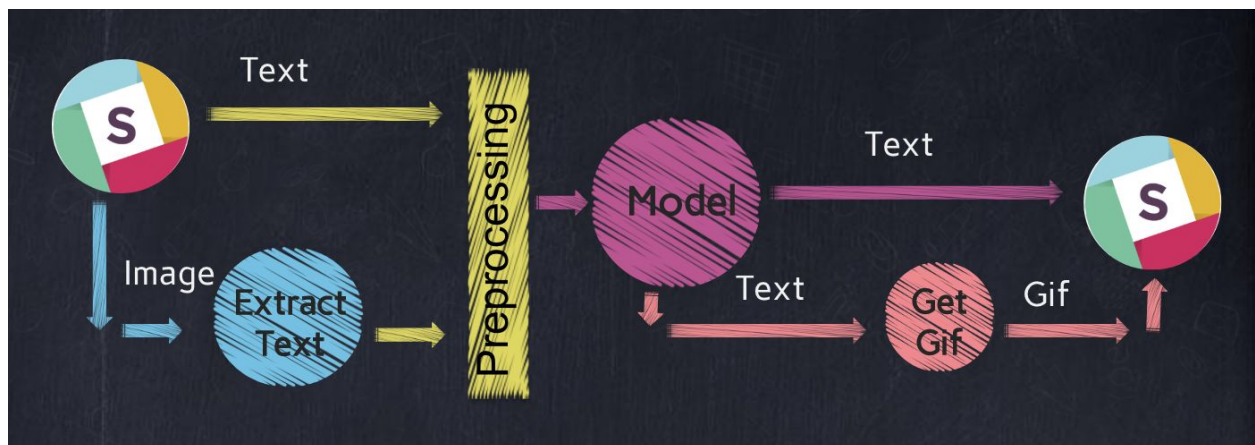 Text
S
Image
Extract
Text
Preprocessing
Model
Text
Text
Get
Gif
Gif
S